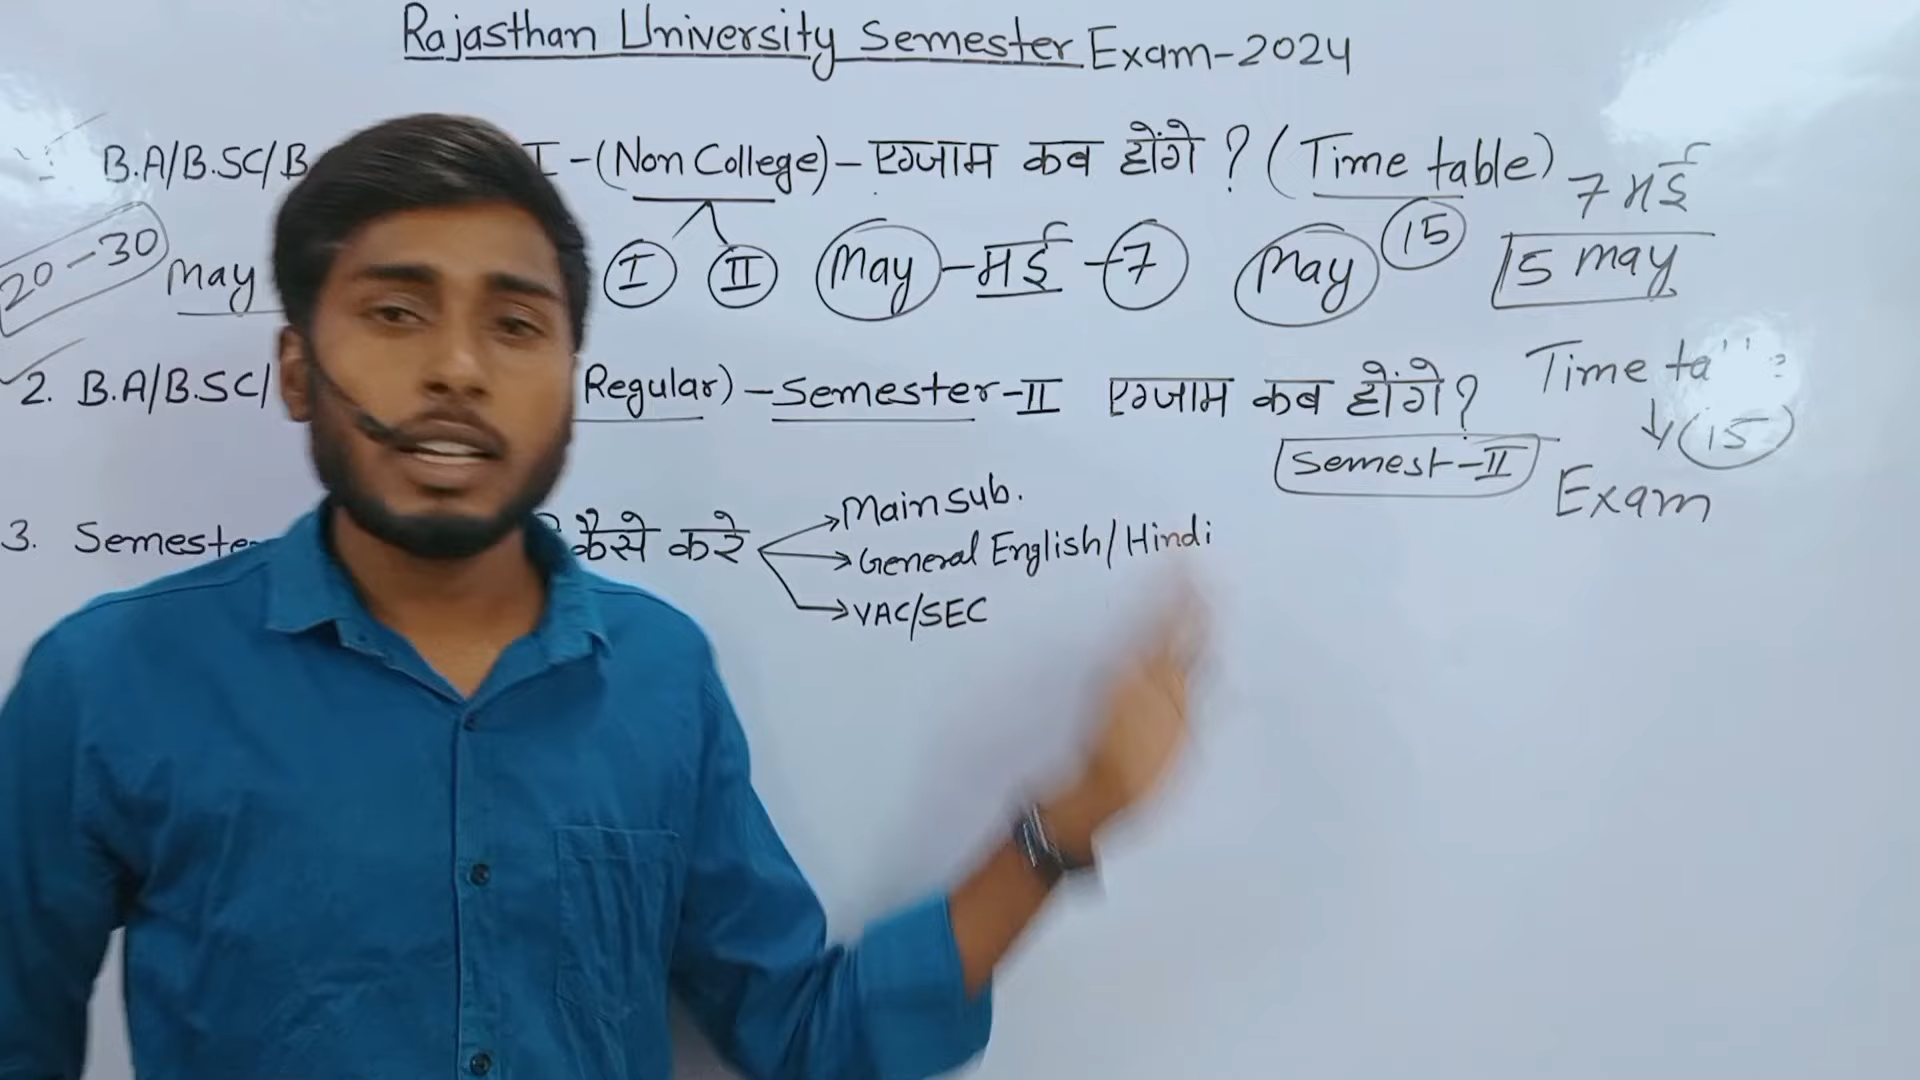 Rajasthan University Semester Exam-2024
B.A/B.SC/B I-(Non College)-एग्जाम कब होंगे ? (Time table)
7 मई
20-30 May I II May-मई-7 May 15 15 may
2. B.A/B.SC/ Regular)-Semester-II एग्जाम कब होंगे?
Time ta
15
Semest-II
Exam
3. Semester कैसे करे
Main sub.
General English/Hindi
VAC/SEC